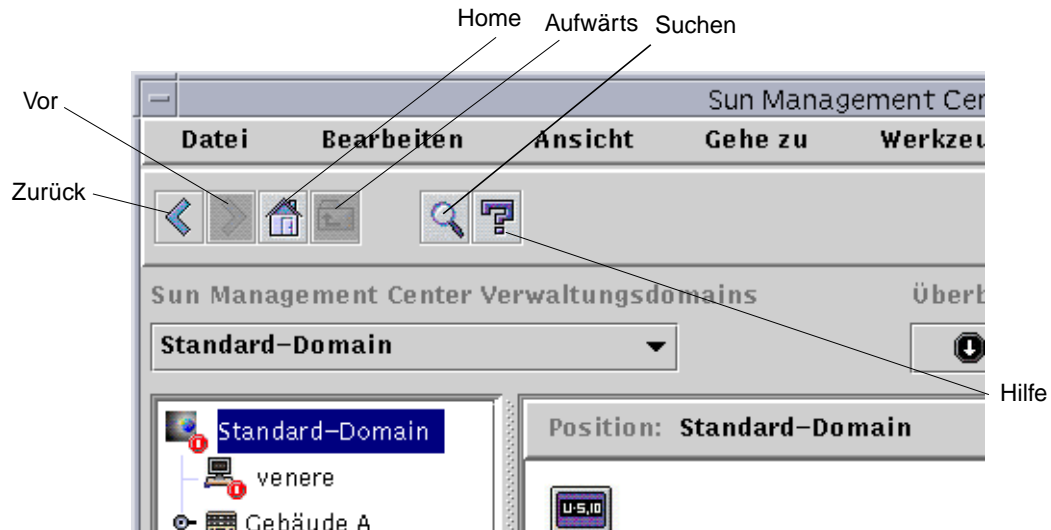 Home Aufwärts Suchen
Vor
Sun Management Cen
Datei Bearbeiten Ansicht Gehe zu Werkzeu
Zurück
Sun Management Center Verwaltungsdomains Überb
Standard–Domain
Hilfe
Standard–Domain
Position: Standard–Domain
venere
U-5,10
Gebäude A